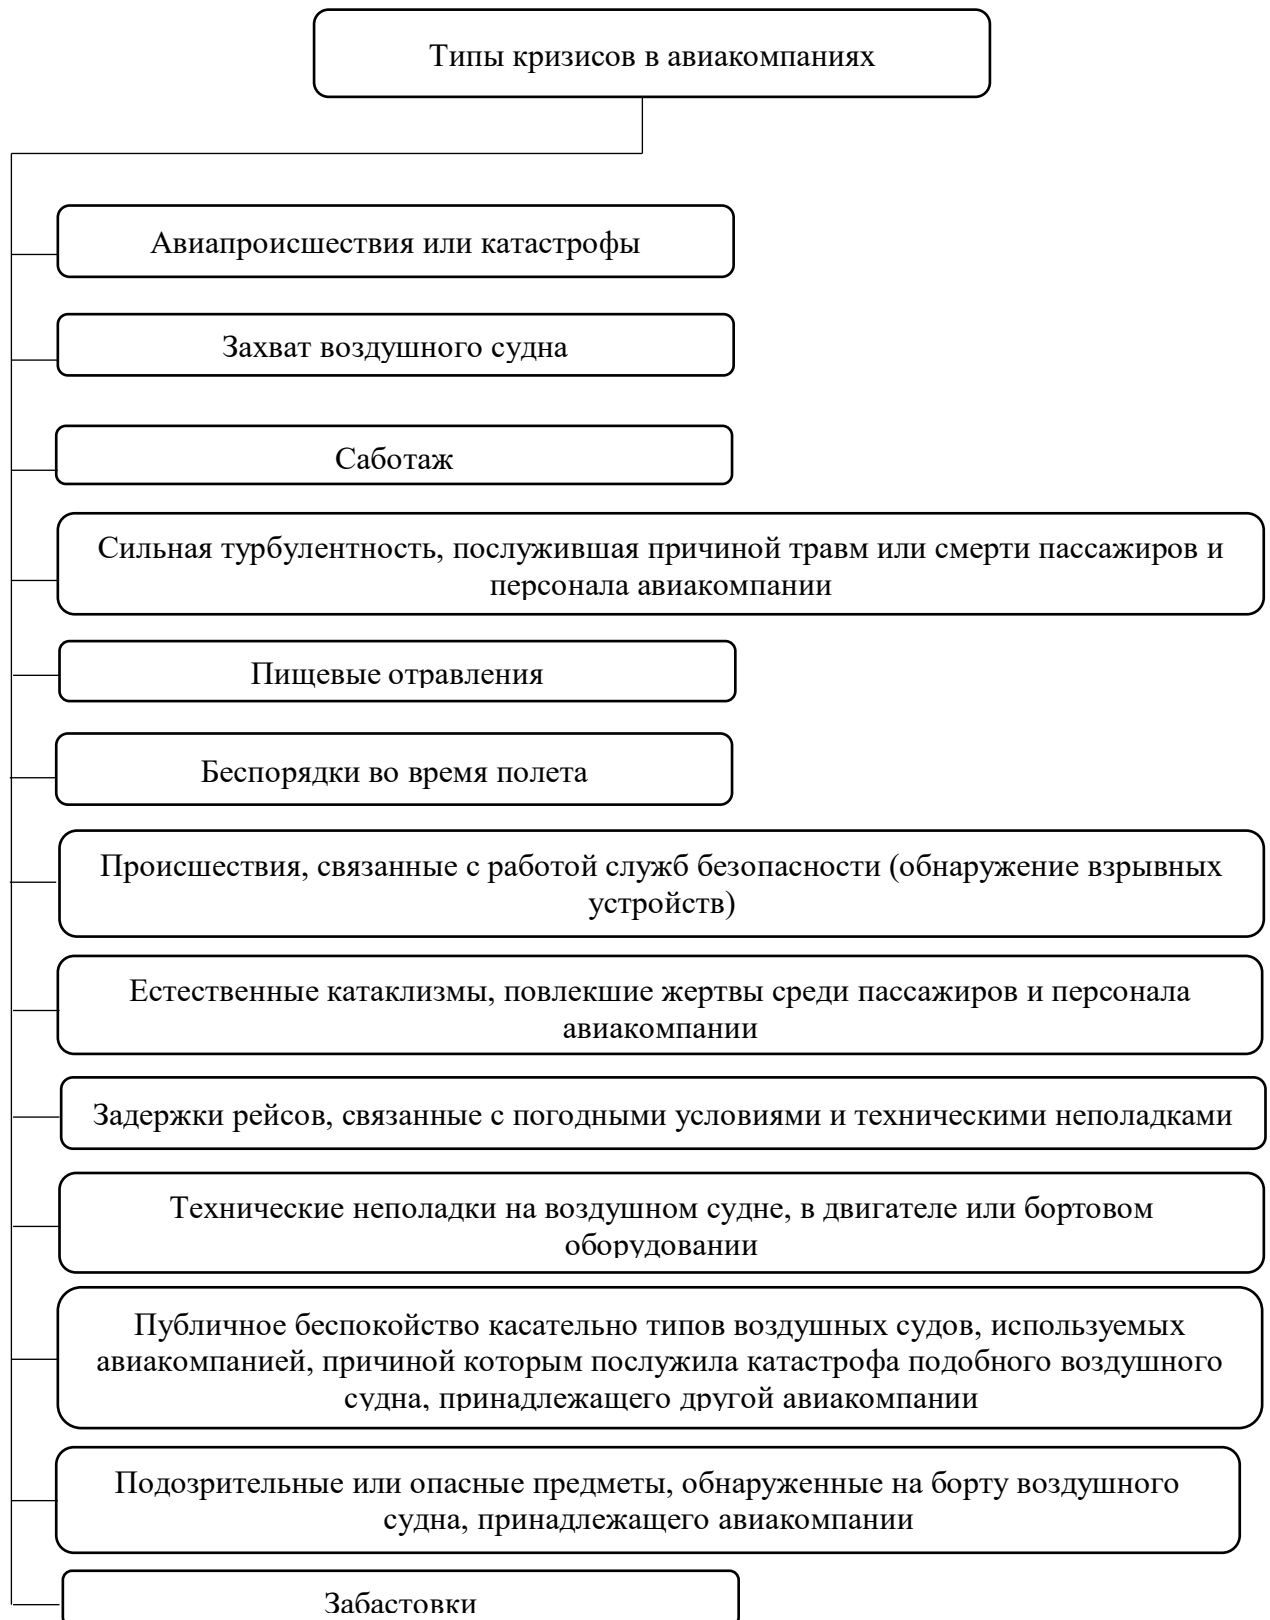 Типы кризисов в авиакомпаниях
Авиапроисшествия или катастрофы
Захват воздушного судна
Саботаж
Сильная турбулентность, послужившая причиной травм или смерти пассажиров и
персонала авиакомпании
Пищевые отравления
Беспорядки во время полета
Происшествия, связанные с работой служб безопасности (обнаружение взрывных
устройств)
Естественные катаклизмы, повлекшие жертвы среди пассажиров и персонала
авиакомпании
Задержки рейсов, связанные с погодными условиями и техническими неполадками
Технические неполадки на воздушном судне, в двигателе или бортовом
оборудовании
Публичное беспокойство касательно типов воздушных судов, используемых
авиакомпанией, причиной которым послужила катастрофа подобного воздушного
судна, принадлежащего другой авиакомпании
Подозрительные или опасные предметы, обнаруженные на борту воздушного
судна, принадлежащего авиакомпании
Забастовки